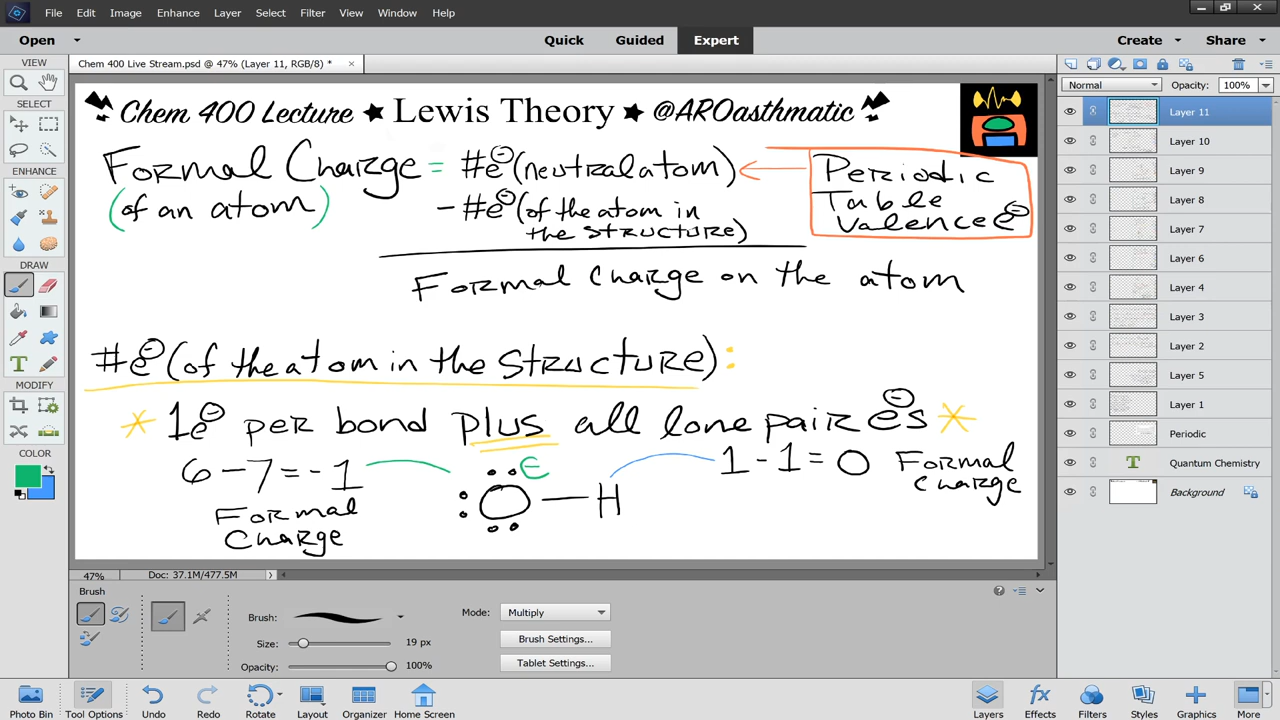 File Edit Image Enhance Layer Select Filter View Window Help
Open Quick Guided Expert Create Share
VIEW
Chem 400 Live Stream.psd @ 47% (Layer 11, RGB/8) *
SELECT
ENHANCE
DRAW
MODIFY
COLOR
Chem 400 Lecture ★ Lewis Theory ★ @AROasthmatic
Formal Charge = #e⊖(neutral atom)
(of an atom)
- #e⊖(of the atom in
the structure)
Periodic
Table
Valence e⊖
Formal Charge on the atom
#e⊖(of the atom in the structure):
* 1e⊖ per bond plus all lone pair e⊖s *
6 - 7 = - 1
Formal
Charge
O — H
⊖
1 - 1 = 0 Formal
Charge
47% Doc: 37.1M/477.5M
Brush
Brush:
Size: 19 px
Opacity: 100%
Mode: Multiply
Brush Settings...
Tablet Settings...
Normal Opacity: 100%
Layer 11
Layer 10
Layer 9
Layer 8
Layer 7
Layer 6
Layer 4
Layer 3
Layer 2
Layer 5
Layer 1
Periodic
T Quantum Chemistry
Background
Photo Bin Tool Options Undo Redo Rotate Layout Organizer Home Screen Layers Effects Filters Styles Graphics More